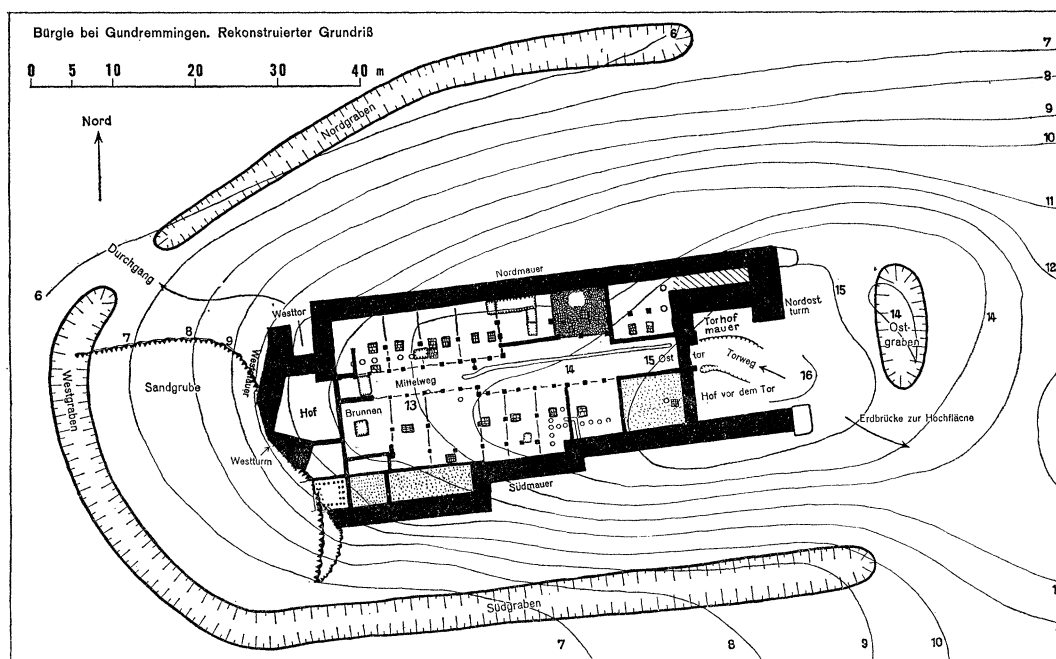 Bürgle bei Gundremmingen. Rekonstruierter Grundriß
0 5 10 20 30 40 m
Nord
6
7
8
9
10
11
12
Nordgraben
Durchgang
6
7
8
Nordmauer
Westtor
Nordost
turm
15
14
Ost-
graben
14
Torhof
mauer
Westmauer
Sandgrube
Westgraben
Hof
Mittelweg
14
15 Ost
tor
Torweg
16
Brunnen
13
Hof vor dem Tor
Erdbrücke zur Hochfläche
Westturm
Südmauer
Südgraben
7
8
9
10